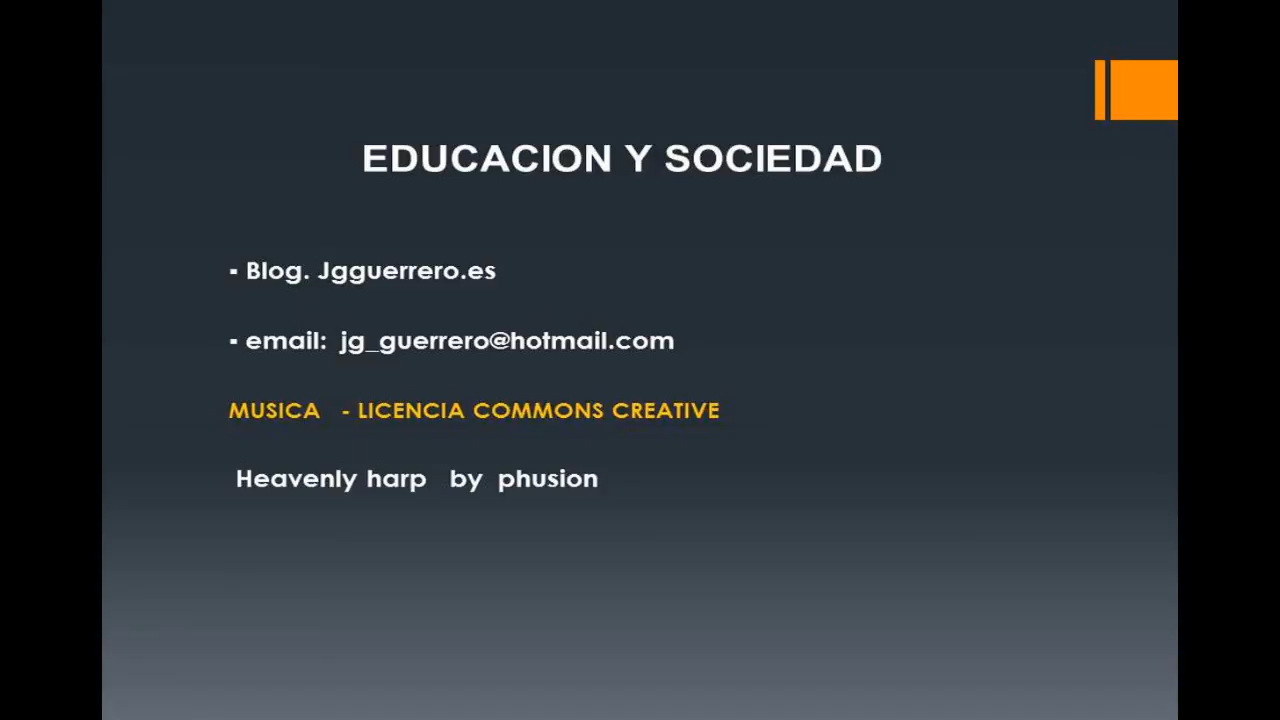 EDUCACION Y SOCIEDAD
▪ Blog. Jgguerrero.es
▪ email: jg_guerrero@hotmail.com
MUSICA - LICENCIA COMMONS CREATIVE
Heavenly harp by phusion